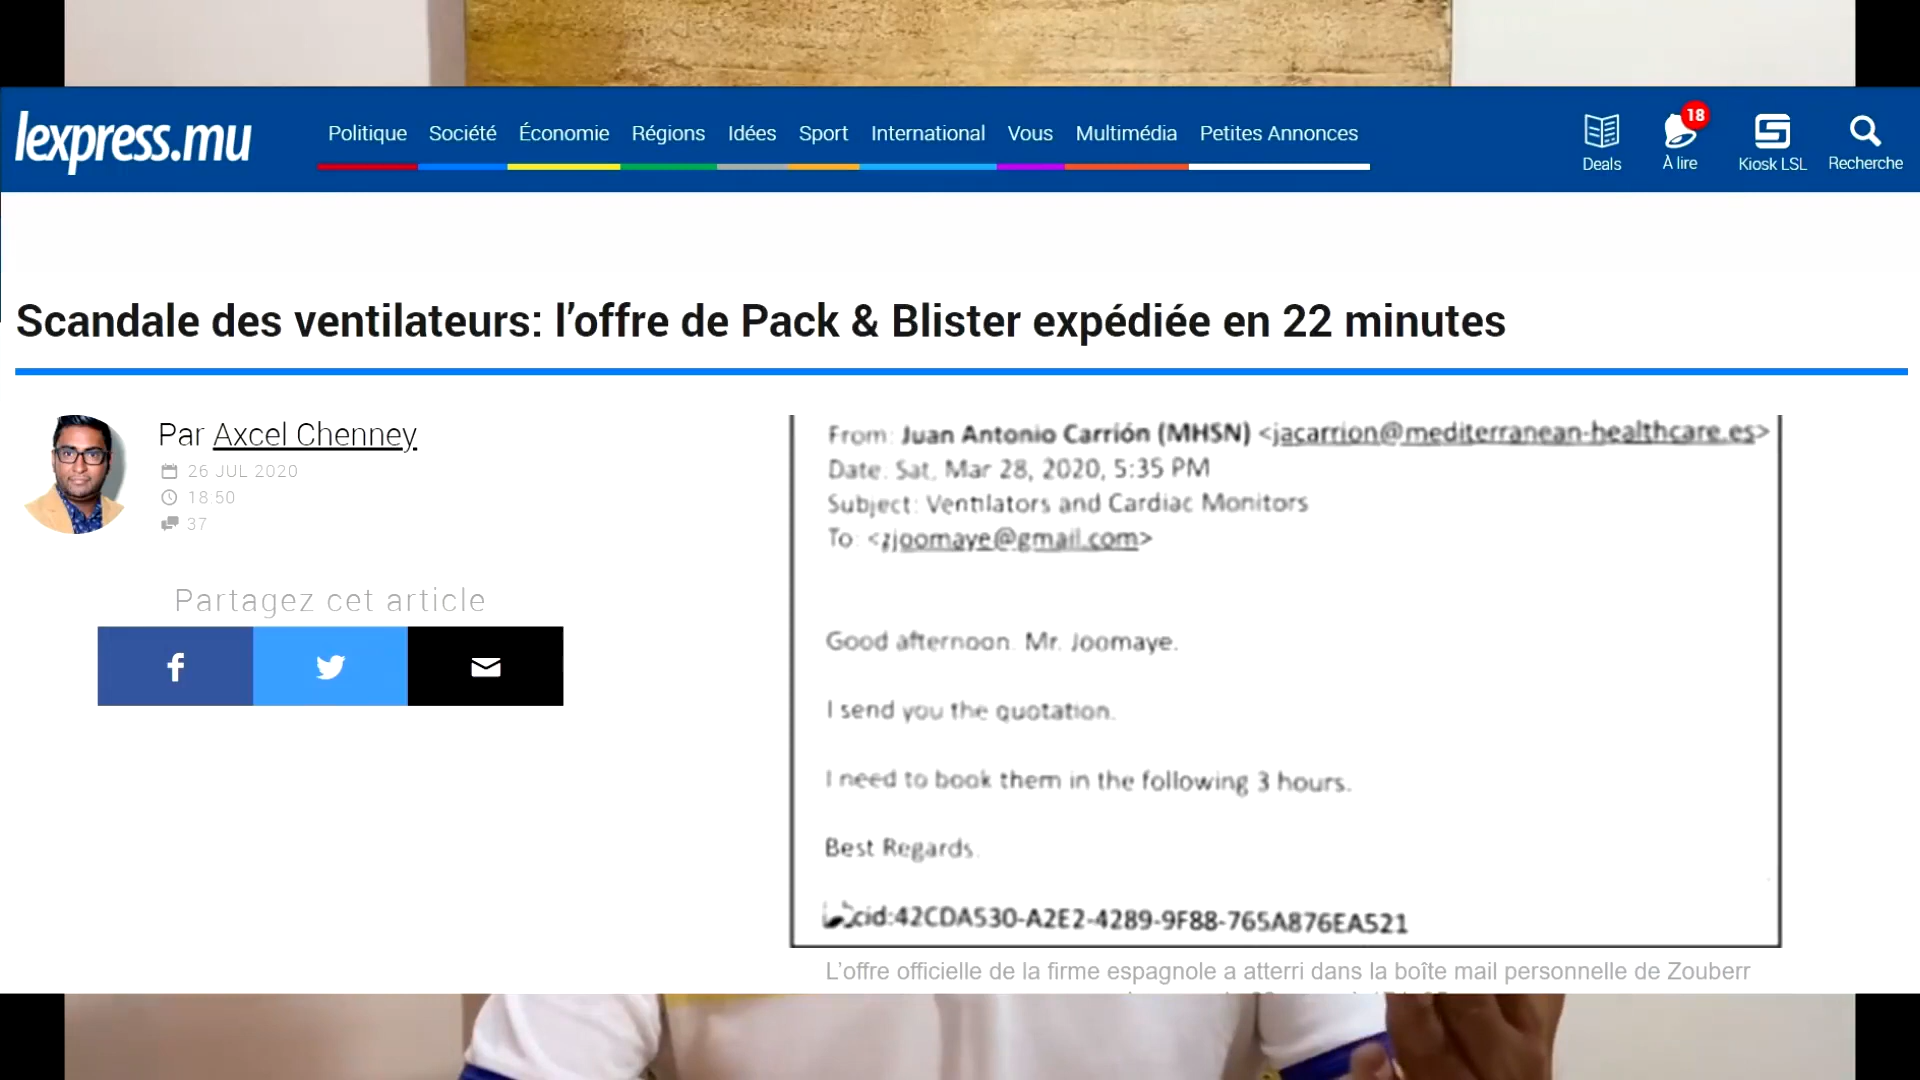 lexpress.mu
Politique Société Économie Régions Idées Sport International Vous Multimédia Petites Annonces
Deals
18
À lire
Kiosk LSL
Recherche
Scandale des ventilateurs: l’offre de Pack & Blister expédiée en 22 minutes
Par Axcel Chenney
26 JUL 2020
18 50
37
Partagez cet article
From: Juan Antonio Carrión (MHSN) <jacarrion@mediterranean-healthcare.es>
Date: Sat, Mar 28, 2020, 5:35 PM
Subject: Ventilators and Cardiac Monitors
To: <zjoomaye@gmail.com>
Good afternoon. Mr. Joomaye.
I send you the quotation.
I need to book them in the following 3 hours.
Best Regards.
cid:42CDA530-A2E2-4289-9F88-765A876EA521
L’offre officielle de la firme espagnole a atterri dans la boîte mail personnelle de Zouberr